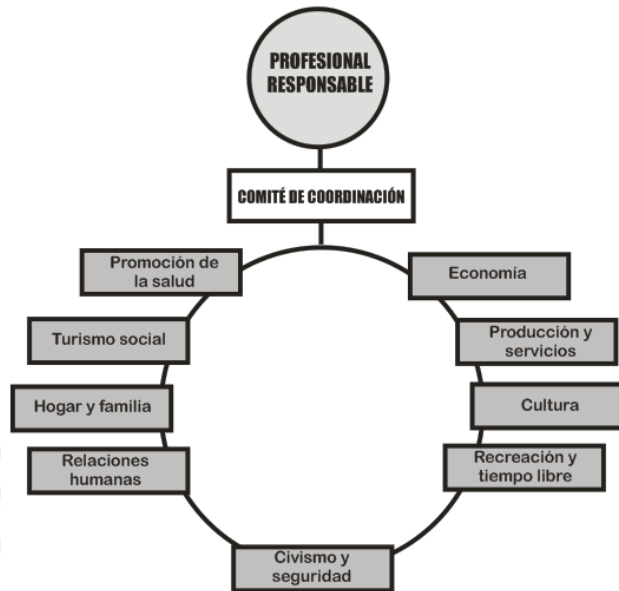 PROFESIONAL
RESPONSABLE
COMITÉ DE COORDINACIÓN
Promoción de
la salud
Economía
Turismo social
Producción y
servicios
Hogar y familia
Cultura
Relaciones
humanas
Recreación y
tiempo libre
Civismo y
seguridad